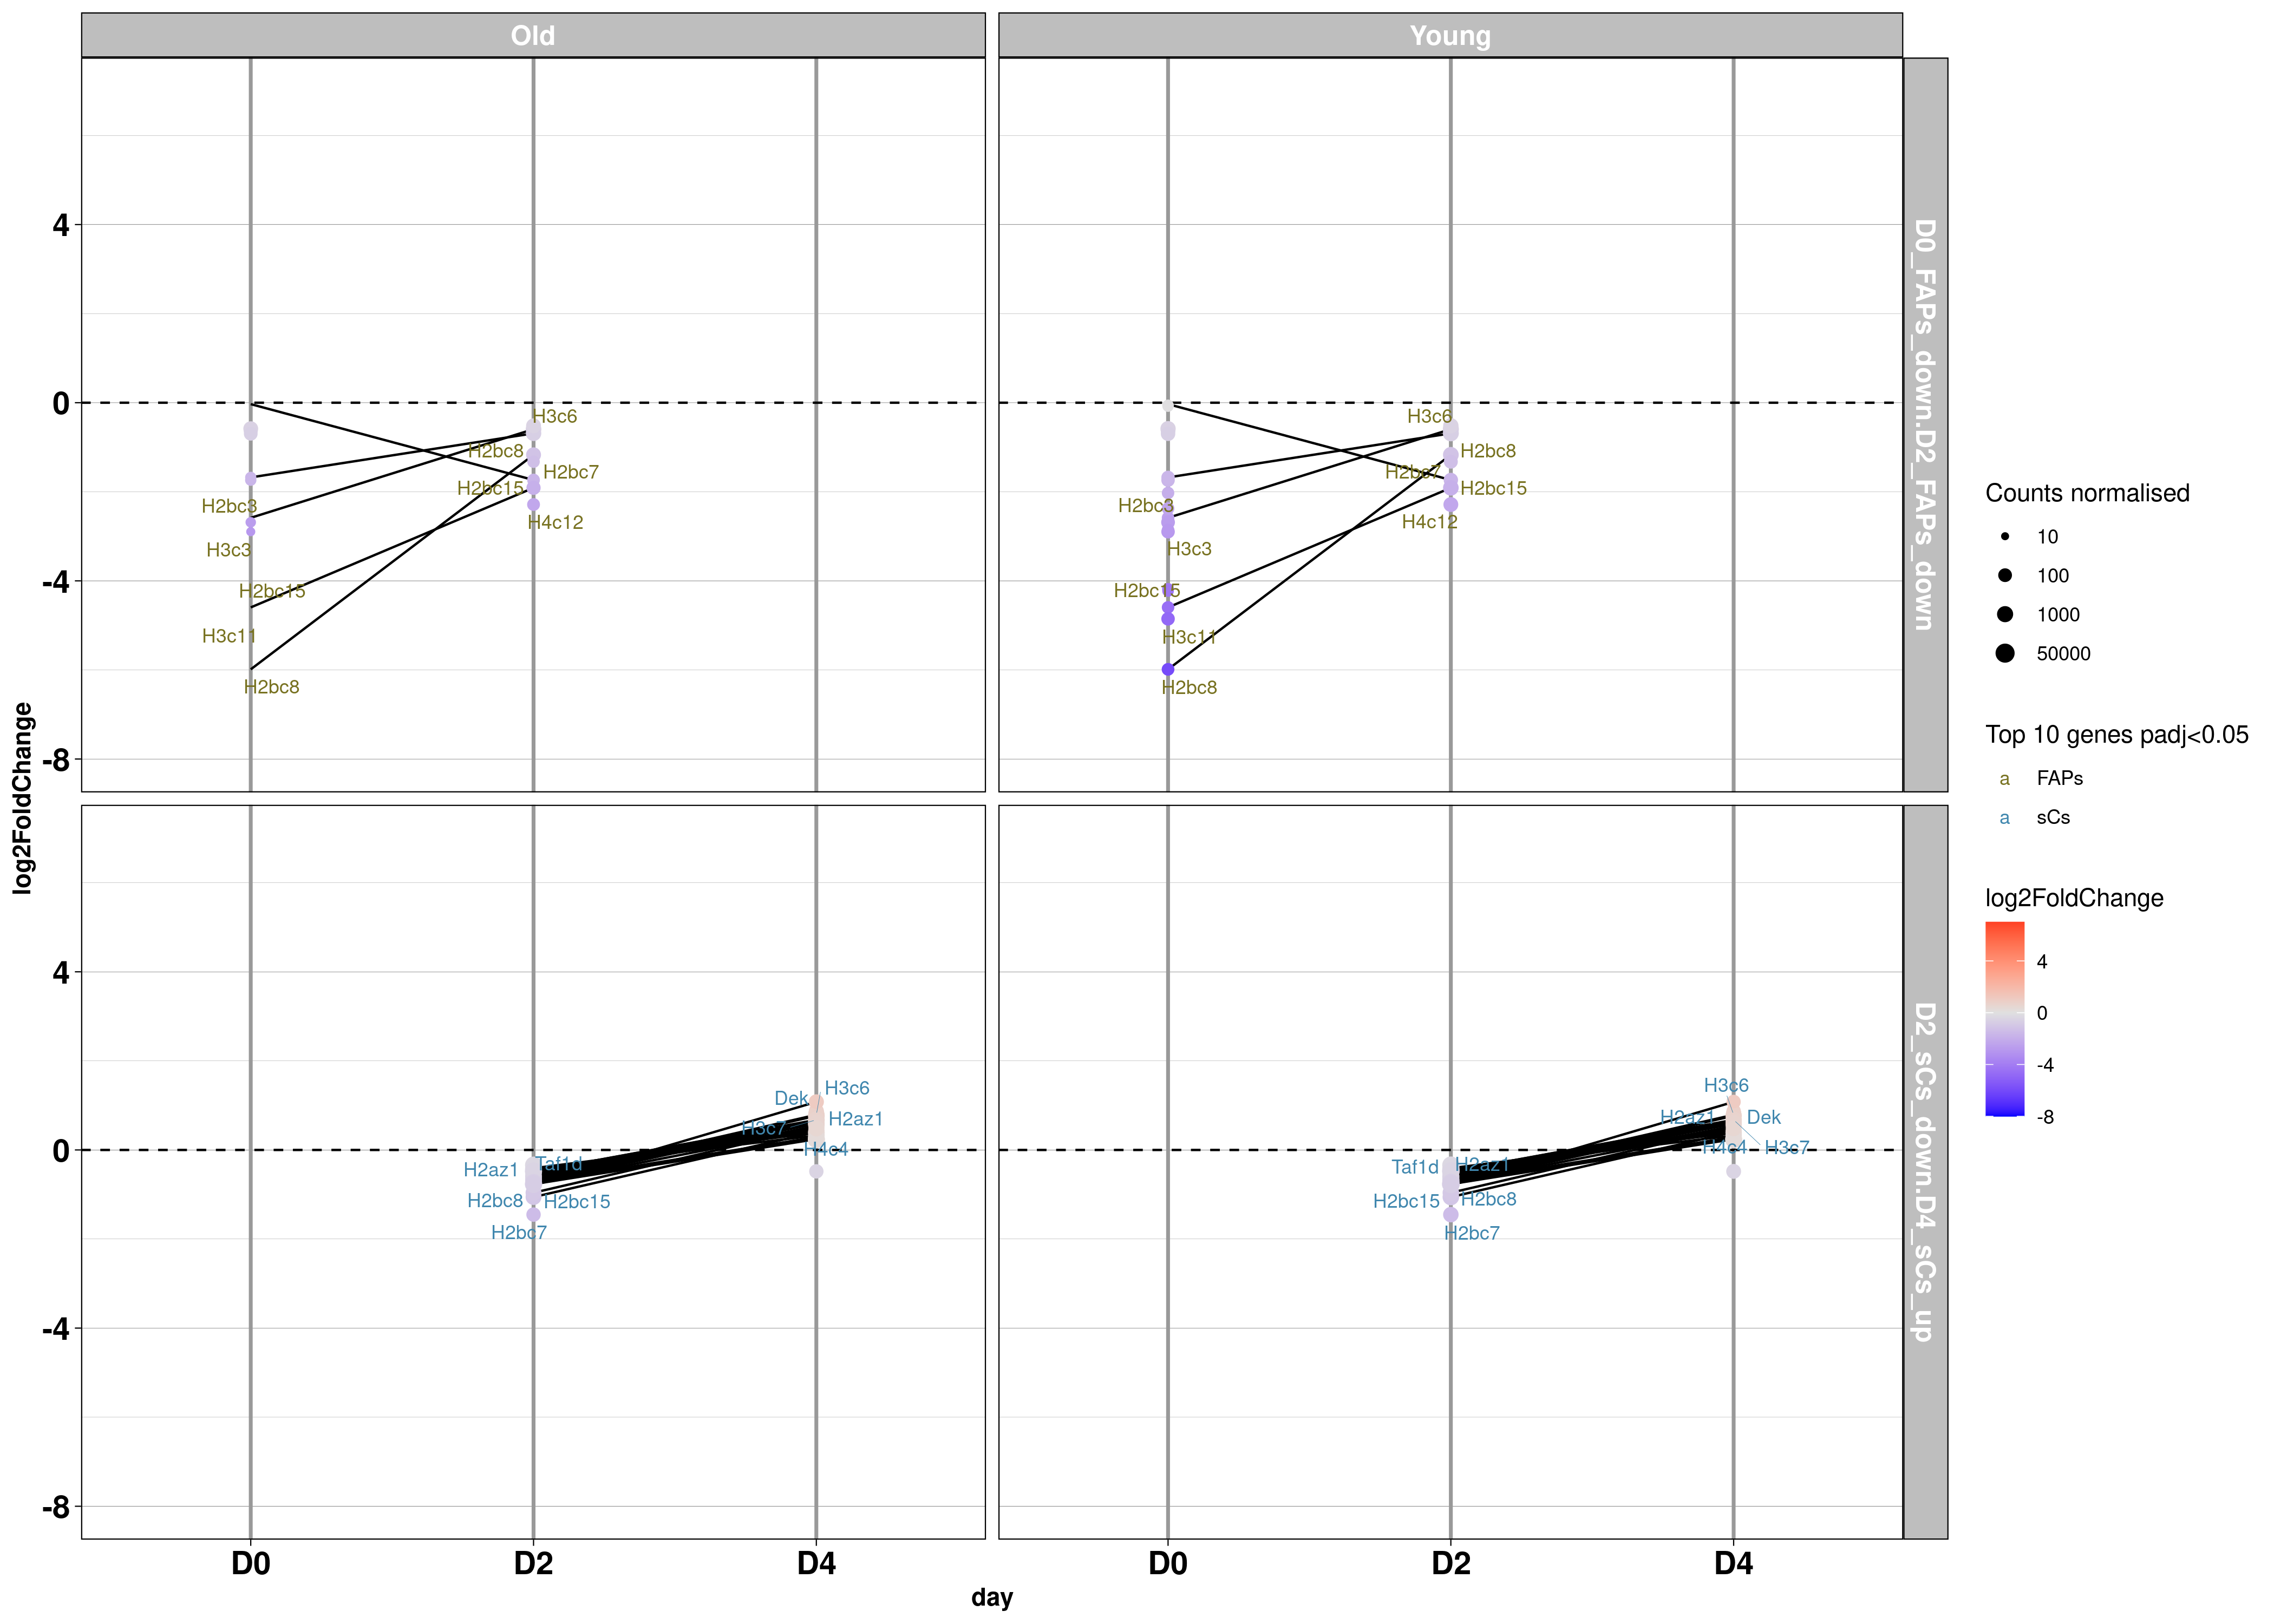 Old
Young
D0_FAPs_down.D2_FAPs_down
D2_sCs_down.D4_sCs_up
log2FoldChange
4
0
-4
-8
H3c6
H2bc8
H2bc7
H2bc15
H2bc3
H4c12
H3c3
H2bc15
H3c11
H2bc8
H3c6
H2bc8
H2bc7
H2bc15
H2bc3
H4c12
H3c3
H2bc15
H3c11
H2bc8
4
0
-4
-8
H3c6
Dek
H2az1
H3c7
H4c4
Taf1d
H2az1
H2bc8
H2bc15
H2bc7
H3c6
H2az1
Dek
H4c4
H3c7
Taf1d
H2az1
H2bc15
H2bc8
H2bc7
D0
D2
D4
D0
D2
D4
day
Counts normalised
10
100
1000
50000
Top 10 genes padj<0.05
a FAPs
a sCs
log2FoldChange
4
0
-4
-8